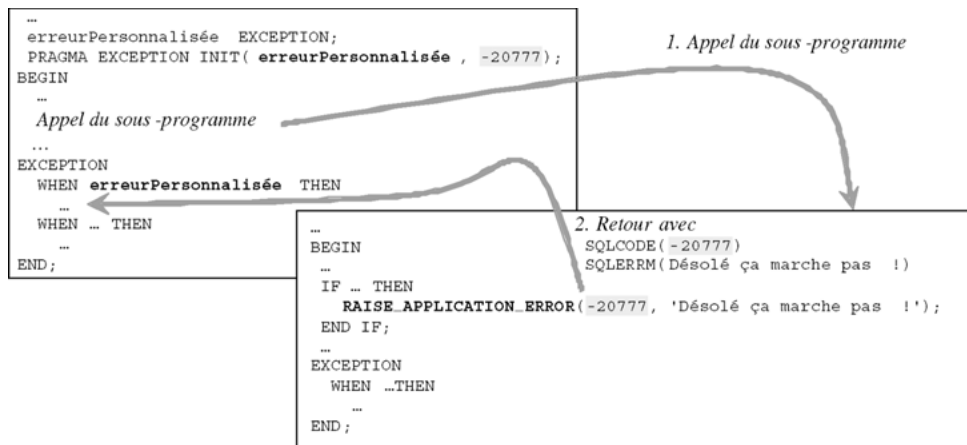 …
erreurPersonnalisée EXCEPTION;
PRAGMA EXCEPTION INIT( erreurPersonnalisée , -20777);
BEGIN
…
Appel du sous -programme
...
EXCEPTION
WHEN erreurPersonnalisée THEN
…
WHEN … THEN
…
END;
1. Appel du sous -programme
2. Retour avec
SQLCODE(-20777)
SQLERRM(Désolé ça marche pas !)
…
BEGIN
…
IF … THEN
RAISE_APPLICATION_ERROR(-20777, 'Désolé ça marche pas !');
END IF;
…
EXCEPTION
WHEN …THEN
…
END;